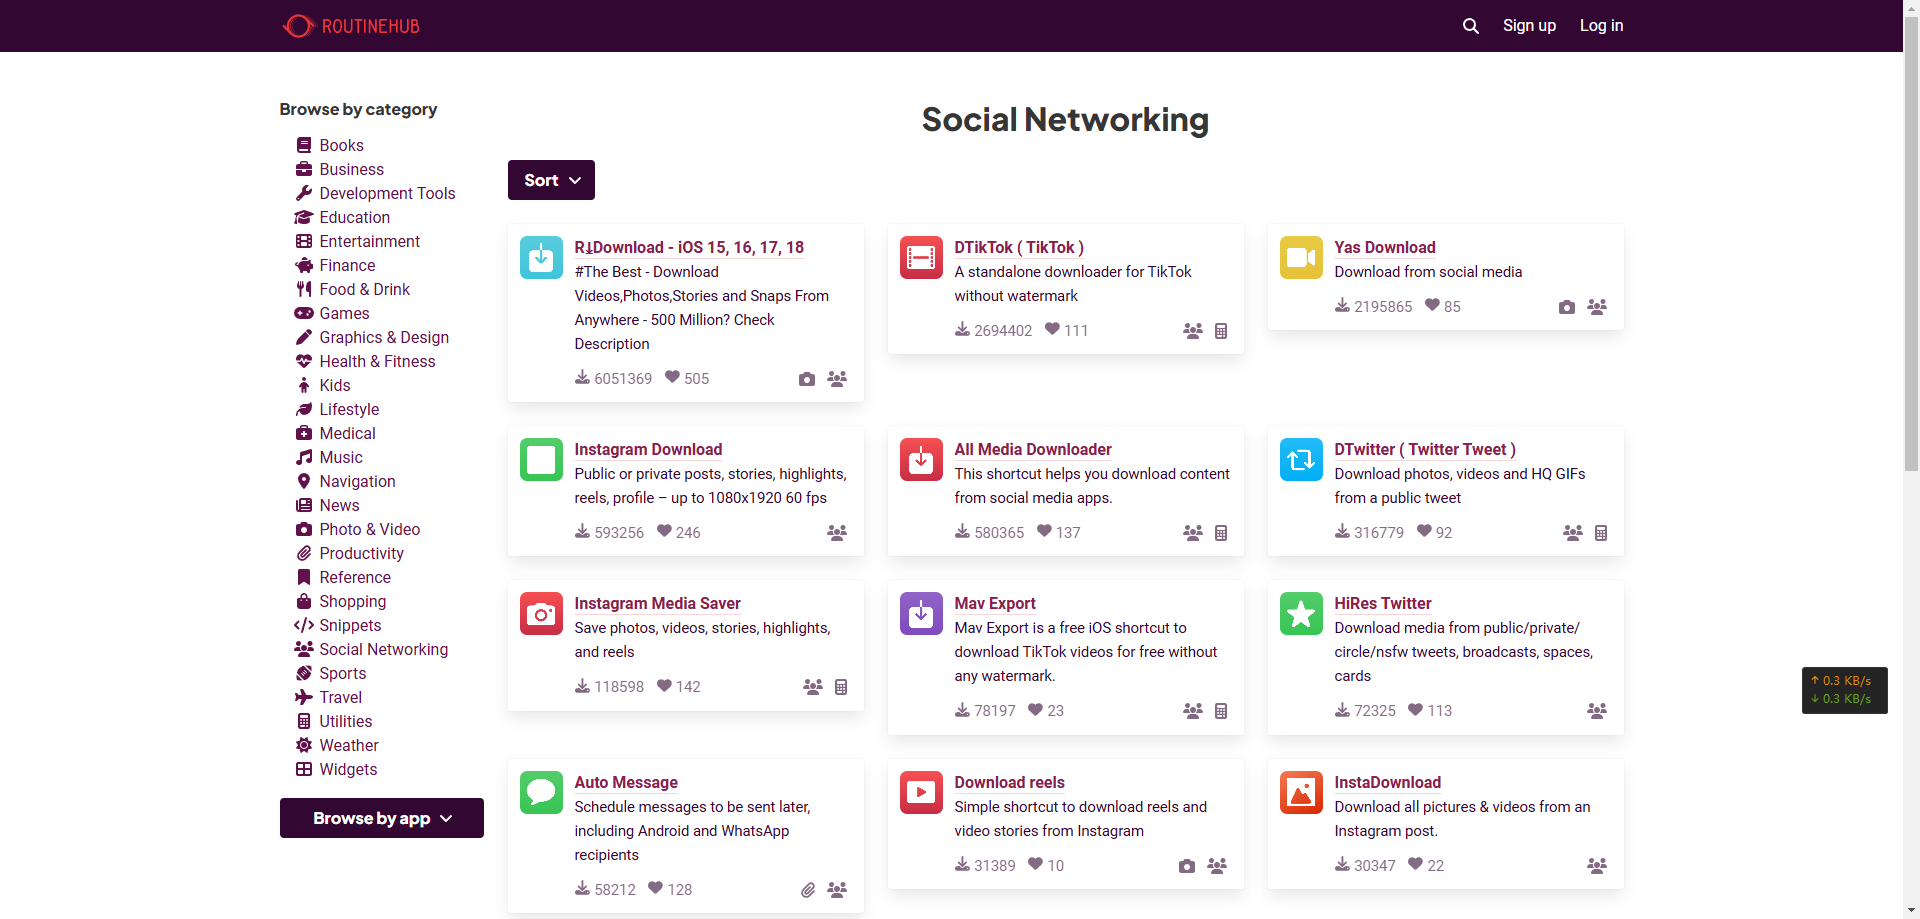 ROUTINEHUB
Sign up
Log in
Browse by category
Books
Business
Development Tools
Education
Entertainment
Finance
Food & Drink
Games
Graphics & Design
Health & Fitness
Kids
Lifestyle
Medical
Music
Navigation
News
Photo & Video
Productivity
Reference
Shopping
Snippets
Social Networking
Sports
Travel
Utilities
Weather
Widgets
Browse by app
Social Networking
Sort
R⤓Download - iOS 15, 16, 17, 18
#The Best - Download
Videos,Photos,Stories and Snaps From
Anywhere - 500 Million? Check
Description
6051369 505
DTikTok ( TikTok )
A standalone downloader for TikTok
without watermark
2694402 111
Yas Download
Download from social media
2195865 85
Instagram Download
Public or private posts, stories, highlights,
reels, profile – up to 1080x1920 60 fps
593256 246
All Media Downloader
This shortcut helps you download content
from social media apps.
580365 137
DTwitter ( Twitter Tweet )
Download photos, videos and HQ GIFs
from a public tweet
316779 92
Instagram Media Saver
Save photos, videos, stories, highlights,
and reels
118598 142
Mav Export
Mav Export is a free iOS shortcut to
download TikTok videos for free without
any watermark.
78197 23
HiRes Twitter
Download media from public/private/
circle/nsfw tweets, broadcasts, spaces,
cards
72325 113
Auto Message
Schedule messages to be sent later,
including Android and WhatsApp
recipients
58212 128
Download reels
Simple shortcut to download reels and
video stories from Instagram
31389 10
InstaDownload
Download all pictures & videos from an
Instagram post.
30347 22
↑ 0.3 KB/s
↓ 0.3 KB/s